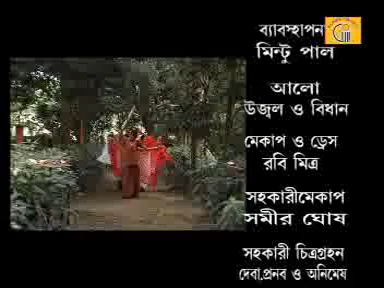 ব্যাবস্থাপনা
মিন্টু পাল
আলো
উজ্বল ও বিধান
মেকাপ ও ড্রেস
রবি মিত্র
সহকারীমেকাপ
সমীর ঘোষ
সহকারী চিত্রগ্রহন
দেবা,প্রনব ও অনিমেষ